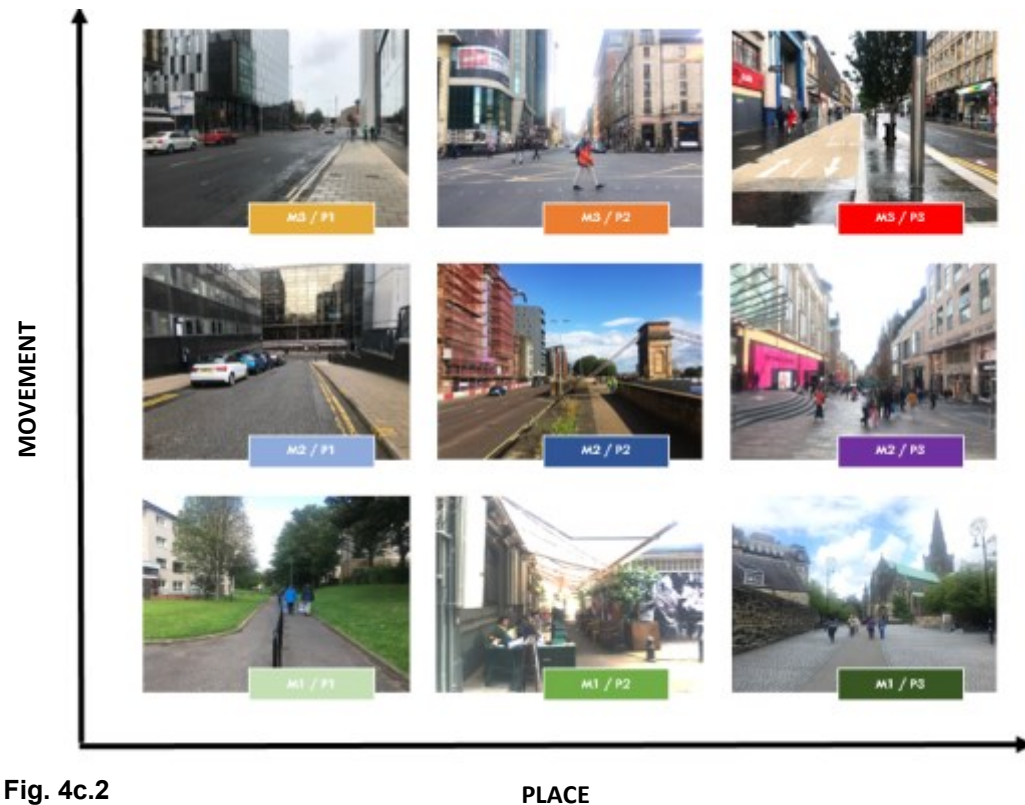 M3 / P1
M3 / P2
M3 / P3
MOVEMENT
M2 / P1
M2 / P2
M2 / P3
M1 / P1
M1 / P2
M1 / P3
Fig. 4c.2
PLACE